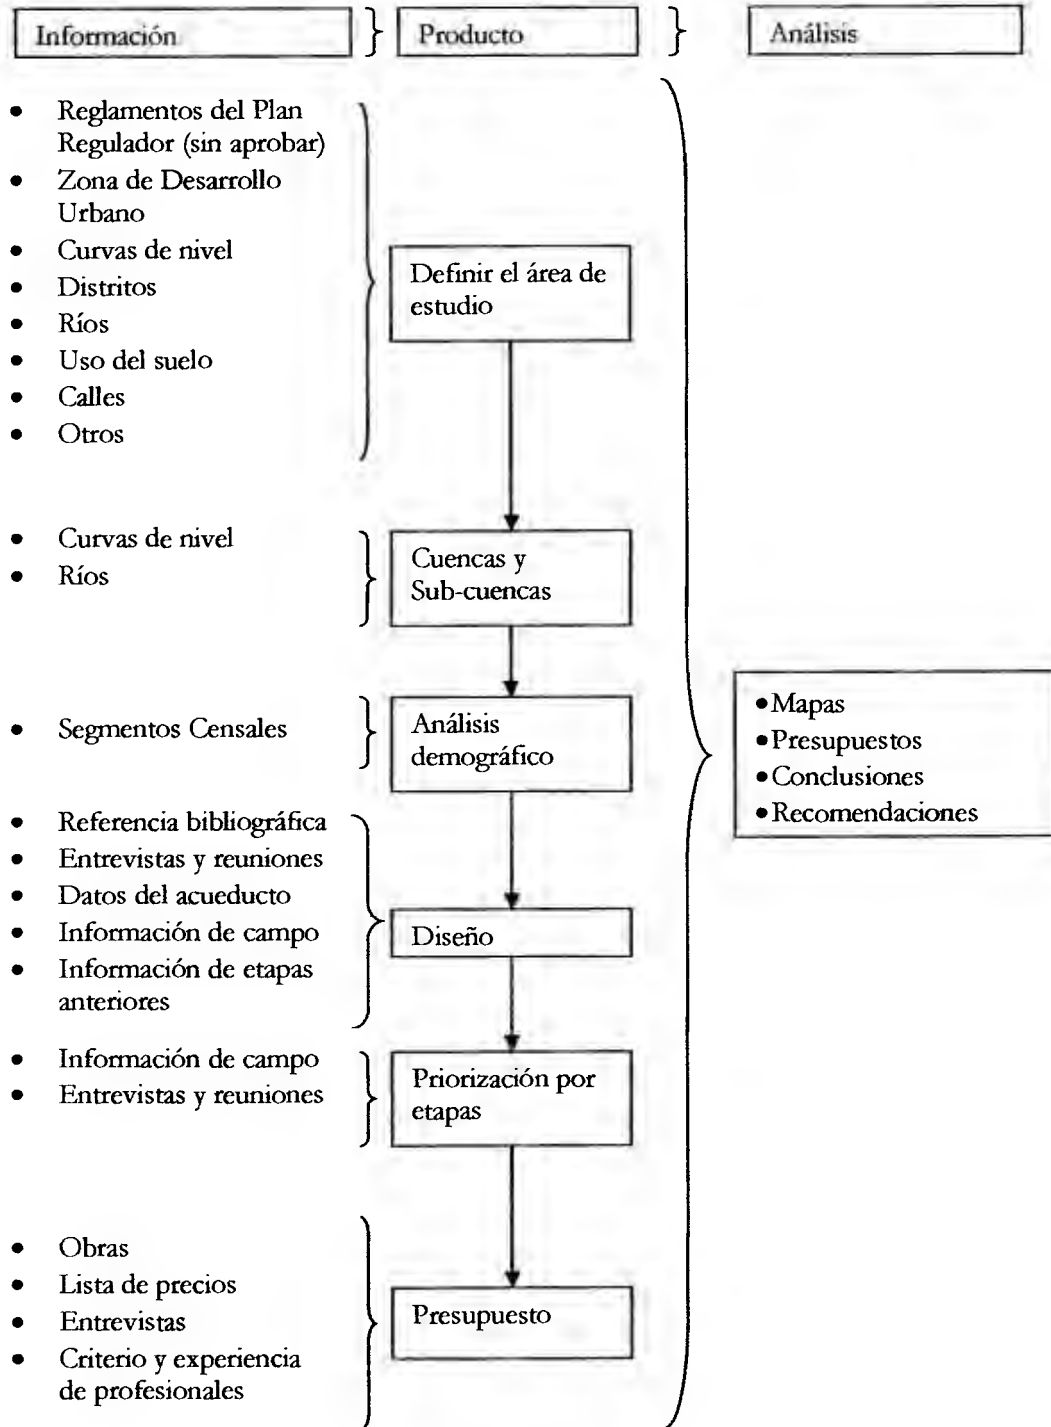 Información } Producto } Análisis
• Reglamentos del Plan
Regulador (sin aprobar)
• Zona de Desarrollo
Urbano
• Curvas de nivel
• Distritos
• Ríos
• Uso del suelo
• Calles
• Otros
Definir el área de
estudio
• Curvas de nivel
• Ríos
Cuencas y
Sub-cuencas
• Segmentos Censales
Análisis
demográfico
• Referencia bibliográfica
• Entrevistas y reuniones
• Datos del acueducto
• Información de campo
• Información de etapas
anteriores
Diseño
• Información de campo
• Entrevistas y reuniones
Priorización por
etapas
• Obras
• Lista de precios
• Entrevistas
• Criterio y experiencia
de profesionales
Presupuesto
• Mapas
• Presupuestos
• Conclusiones
• Recomendaciones